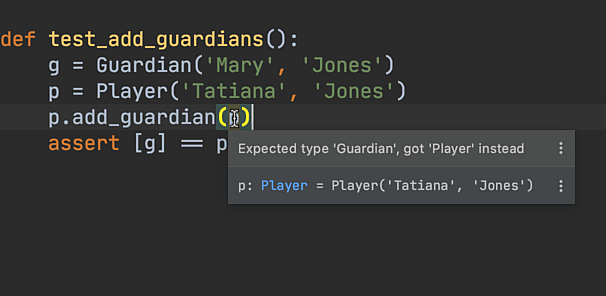 def test_add_guardians():
g = Guardian('Mary', 'Jones')
p = Player('Tatiana', 'Jones')
p.add_guardian()
assert [g] == p
Expected type 'Guardian', got 'Player' instead
p: Player = Player('Tatiana', 'Jones')